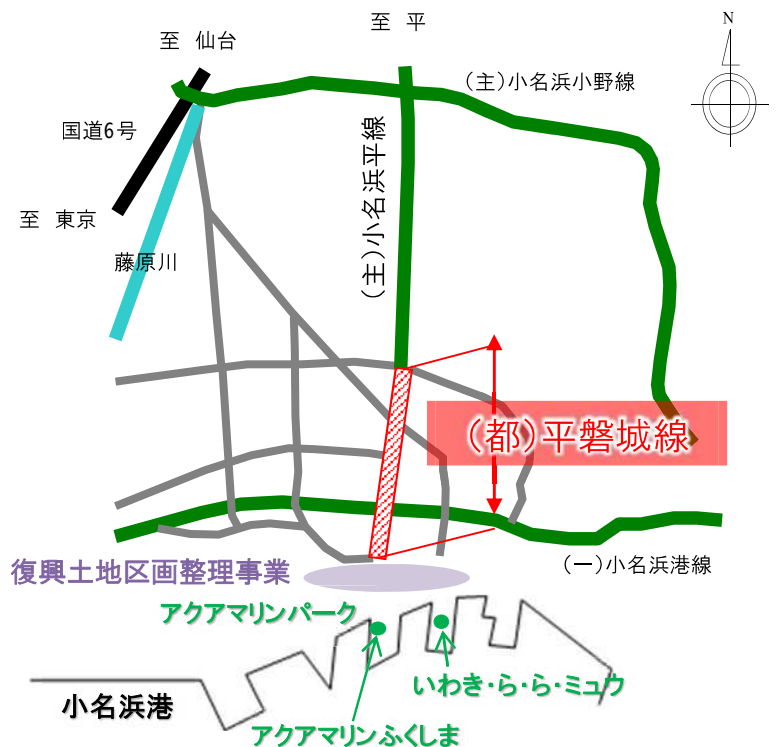 至 平
N
至 仙台
(主)小名浜小野線
国道6号
(主)小名浜平線
至 東京
藤原川
(都)平磐城線
(一)小名浜港線
復興土地区画整理事業
アクアマリンパーク
いわき・ら・ら・ミュウ
小名浜港
アクアマリンふくしま